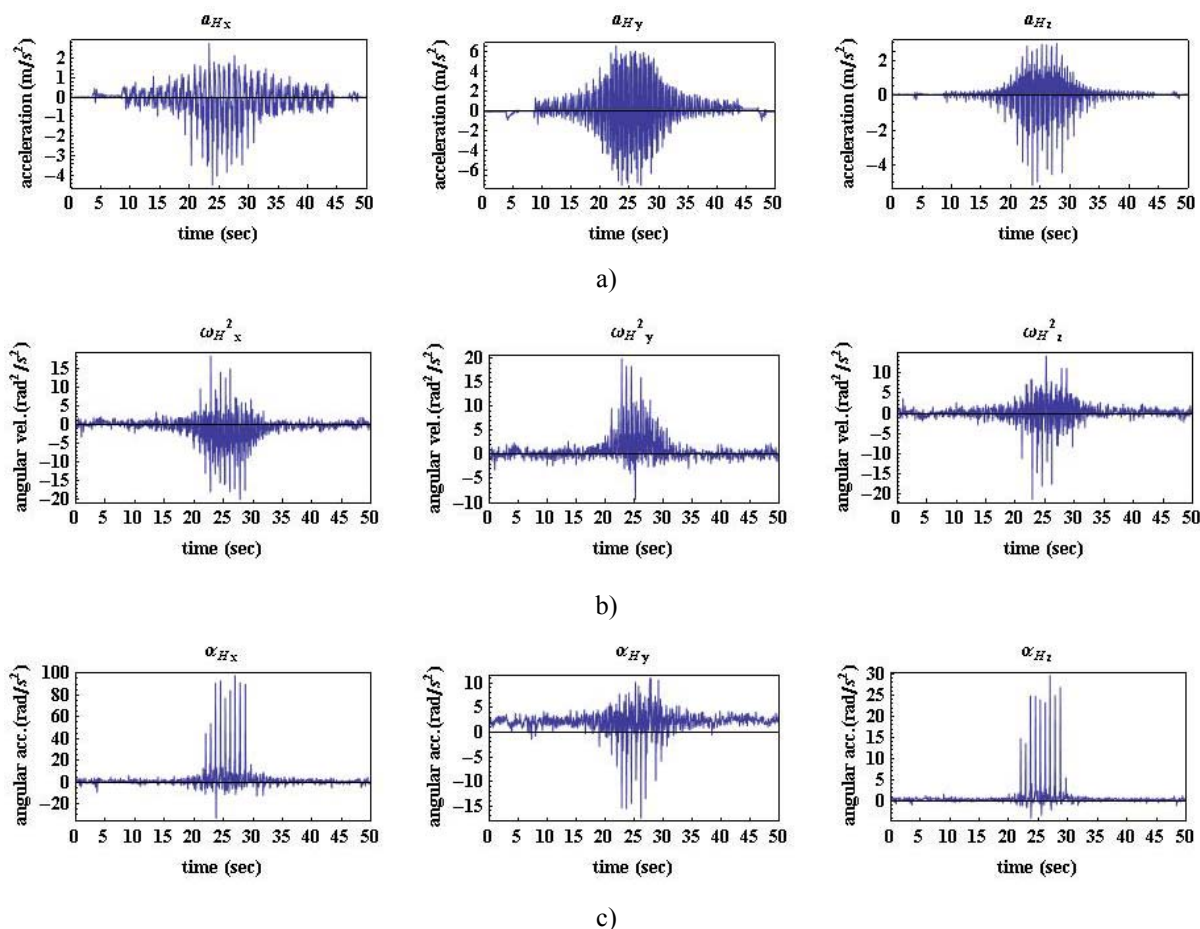 a_Hx a_Hy a_Hz
acceleration (m/s²) 2 1 0 −1 −2 −3 −4
0 5 10 15 20 25 30 35 40 45 50
time (sec)
acceleration (m/s²) 6 4 2 0 −2 −4 −6
0 5 10 15 20 25 30 35 40 45 50
time (sec)
acceleration (m/s²) 2 0 −2 −4
0 5 10 15 20 25 30 35 40 45 50
time (sec)
a)
ω_H²_x ω_H²_y ω_H²_z
angular vel.(rad²/s²) 15 10 5 0 −5 −10 −15 −20
0 5 10 15 20 25 30 35 40 45 50
time (sec)
angular vel.(rad²/s²) 20 15 10 5 0 −5 −10
0 5 10 15 20 25 30 35 40 45 50
time (sec)
angular vel.(rad²/s²) 10 5 0 −5 −10 −15 −20
0 5 10 15 20 25 30 35 40 45 50
time (sec)
b)
α_Hx α_Hy α_Hz
angular acc.(rad/s²) 100 80 60 40 20 0 −20
0 5 10 15 20 25 30 35 40 45 50
time (sec)
angular acc.(rad/s²) 10 5 0 −5 −10 −15
0 5 10 15 20 25 30 35 40 45 50
time (sec)
angular acc.(rad/s²) 30 25 20 15 10 5 0
0 5 10 15 20 25 30 35 40 45 50
time (sec)
c)